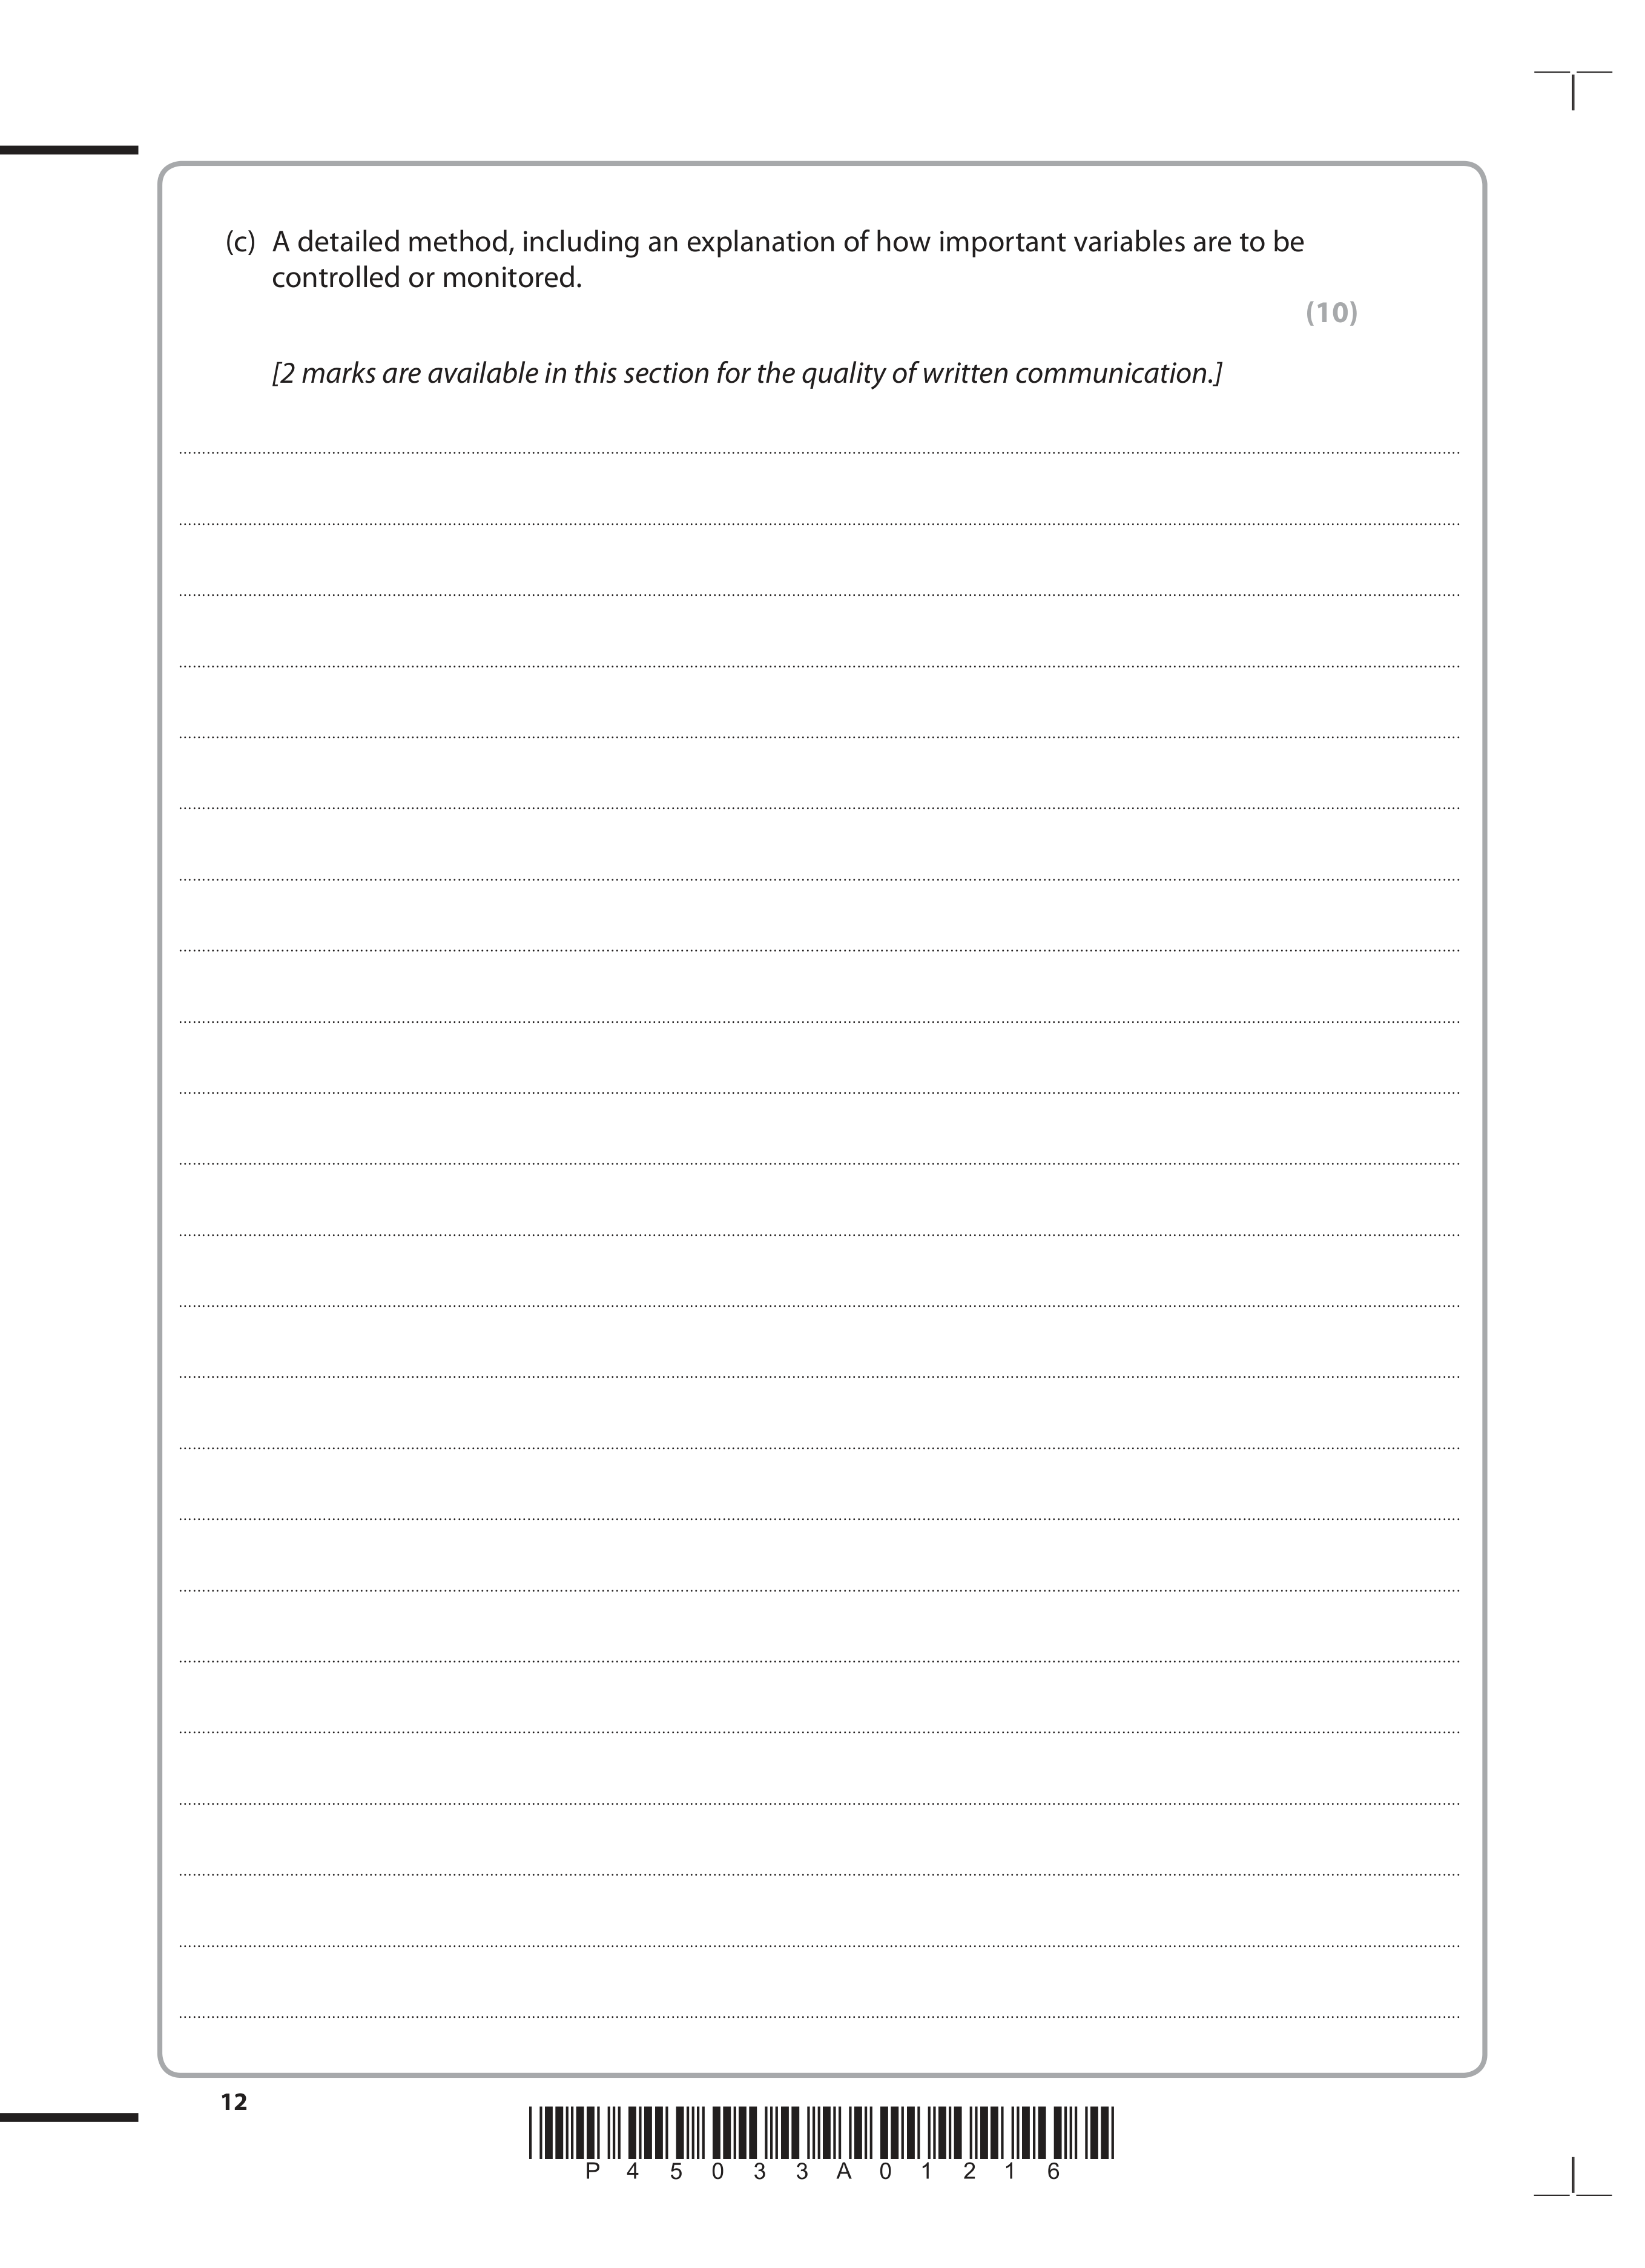 (c) A detailed method, including an explanation of how important variables are to be
controlled or monitored.
(10)
[2 marks are available in this section for the quality of written communication.]
12
P 4 5 0 3 3 A 0 1 2 1 6